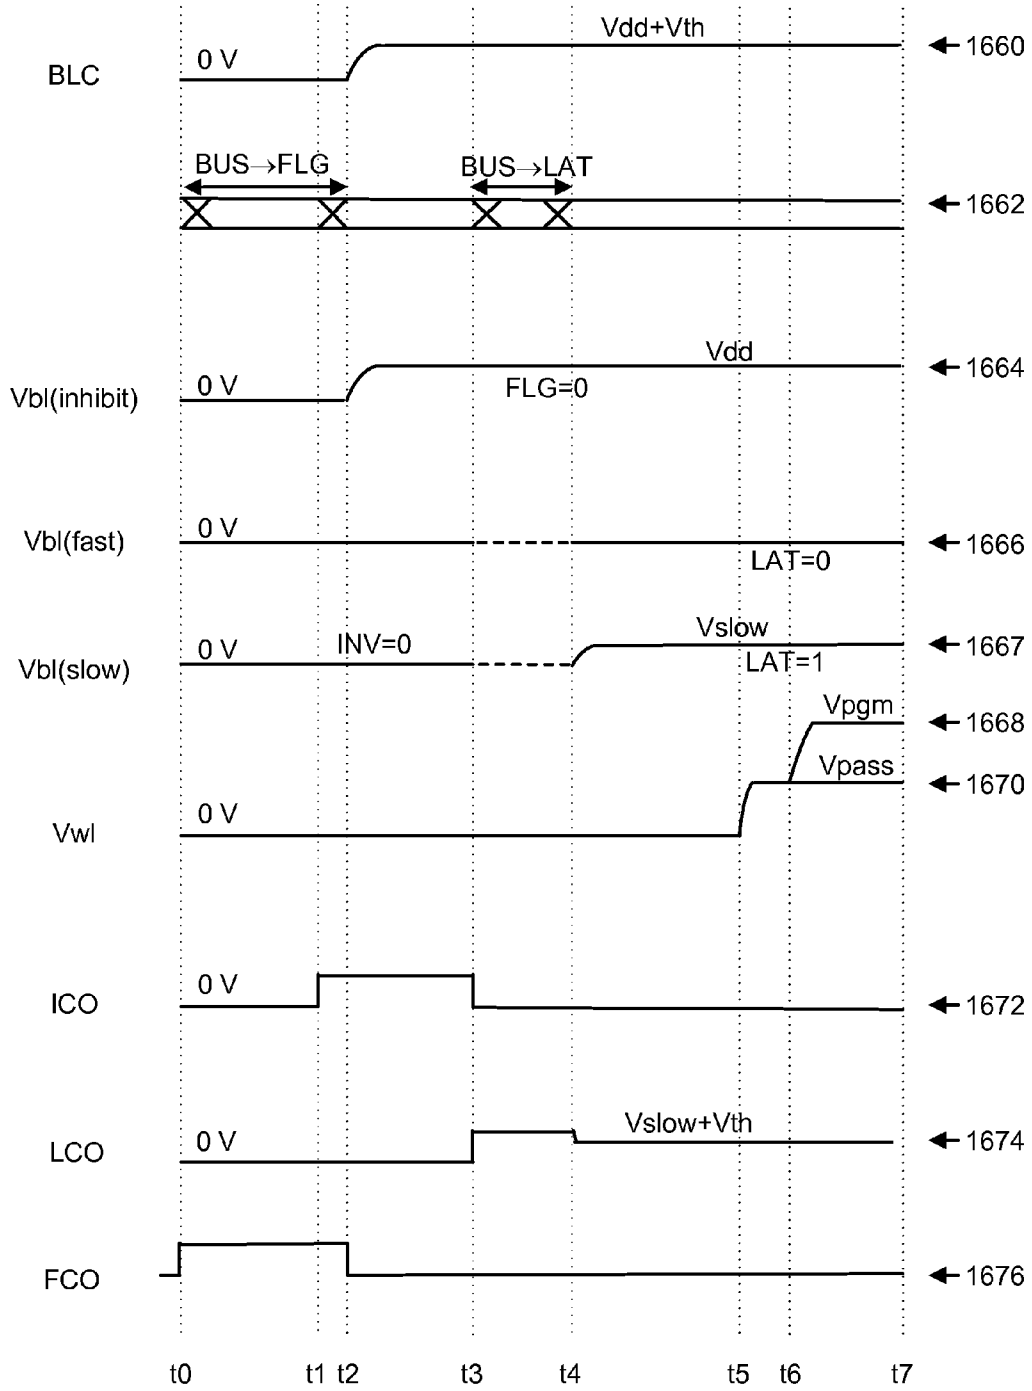 Vdd+Vth
1660
0 V
BLC
BUS→FLG
BUS→LAT
1662
Vdd
1664
0 V
FLG=0
Vbl(inhibit)
0 V
Vbl(fast)
1666
LAT=0
Vslow
INV=0
1667
0 V
LAT=1
Vbl(slow)
Vpgm
1668
Vpass
1670
0 V
Vwl
0 V
ICO
1672
Vslow+Vth
0 V
1674
LCO
FCO
1676
t0 t1 t2 t3 t4 t5 t6 t7